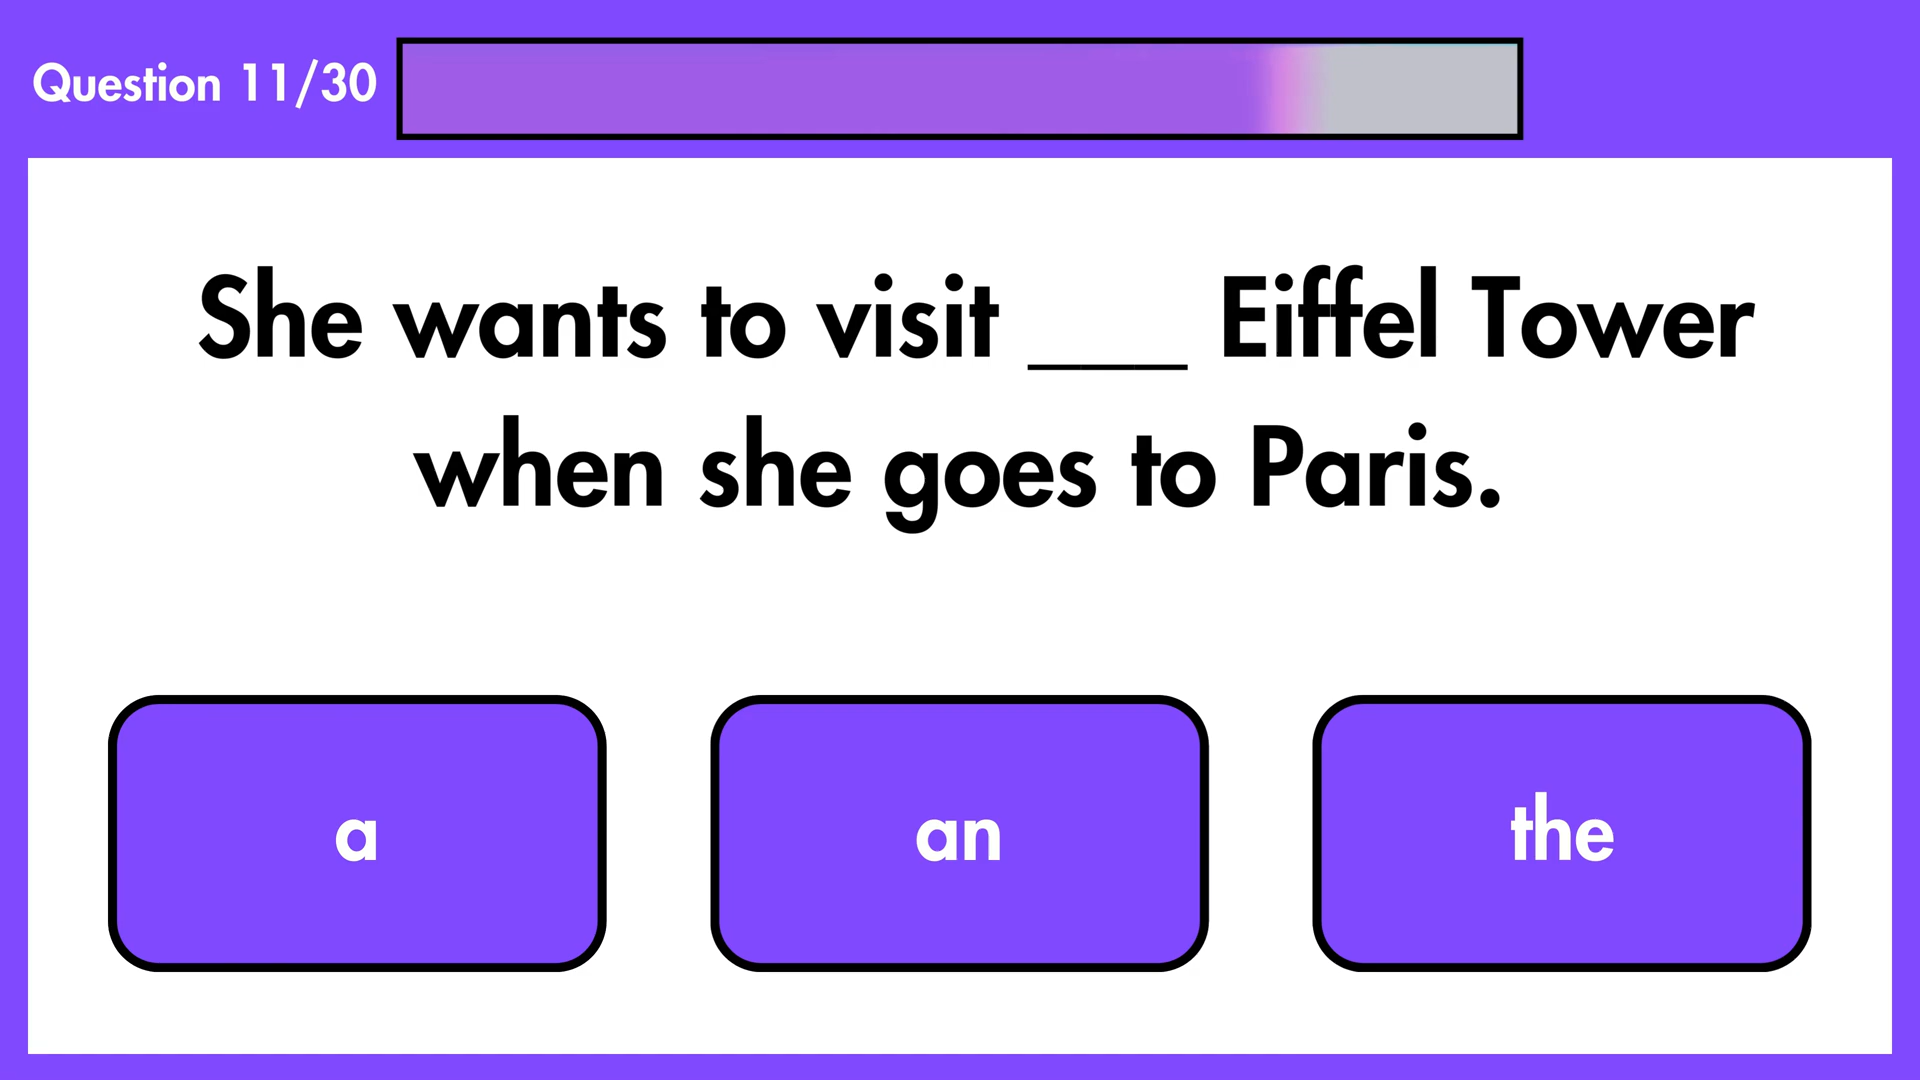 Question 11/30
She wants to visit ___ Eiffel Tower
when she goes to Paris.
a
an
the